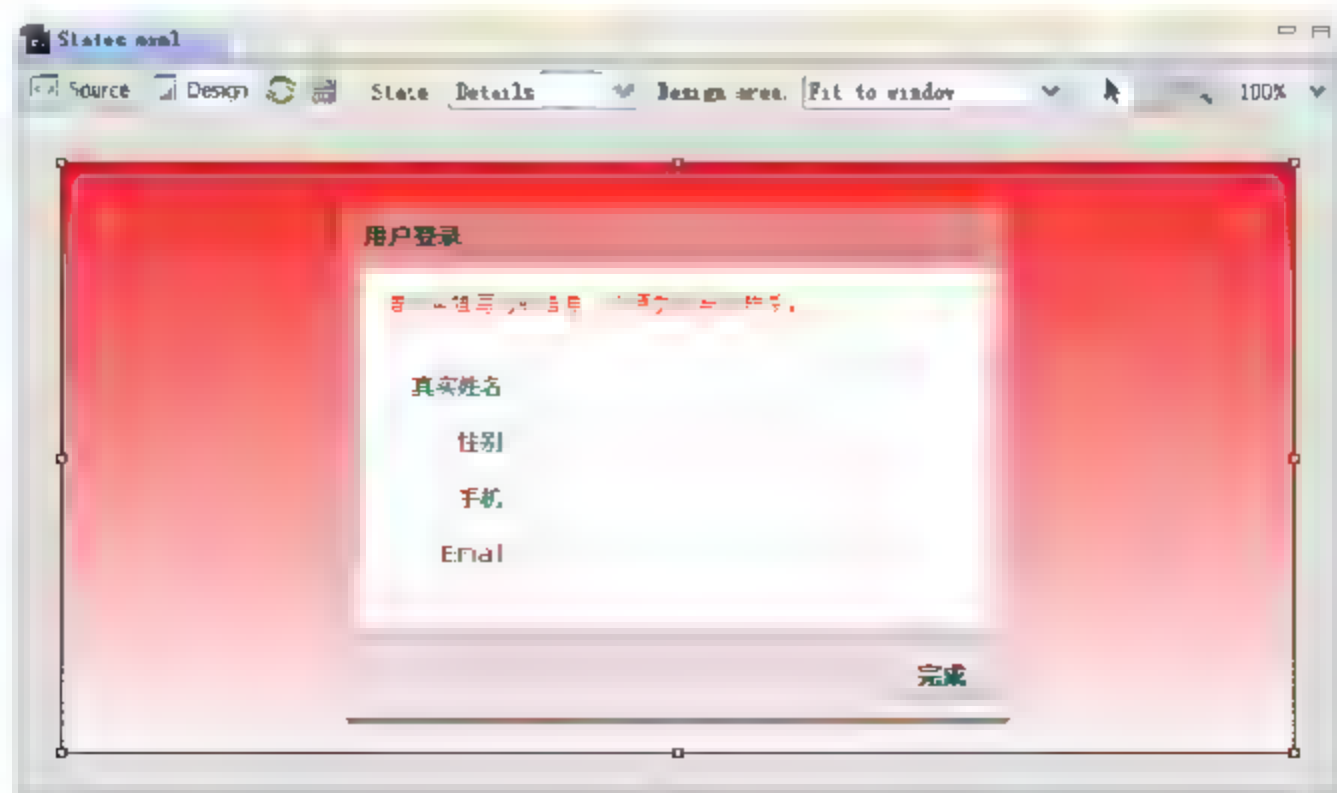 States mxml
Source Design State Details Design area: Fit to window 100%
用户登录
真实姓名
性别
手机
Email
完成